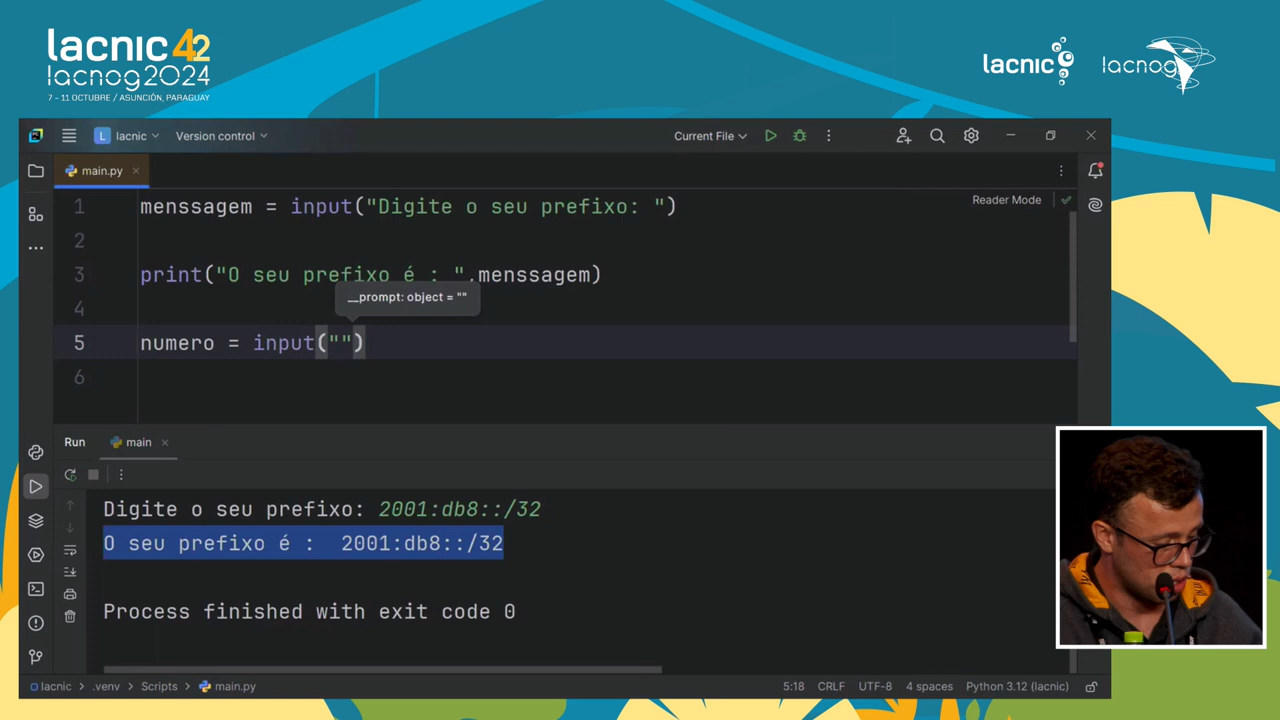 lacnic 42
lacnog2024
7 - 11 OCTUBRE / ASUNCIÓN, PARAGUAY
lacnic
lacnog
L lacnic
Version control
Current File
main.py
Reader Mode
1 menssagem = input("Digite o seu prefixo: ")
2
3 print("O seu prefixo é : ",menssagem)
__prompt: object = ""
4
5 numero = input("")
6
Run
main
Digite o seu prefixo: 2001:db8::/32
O seu prefixo é :  2001:db8::/32
Process finished with exit code 0
lacnic > .venv > Scripts > main.py
5:18 CRLF UTF-8 4 spaces Python 3.12 (lacnic)